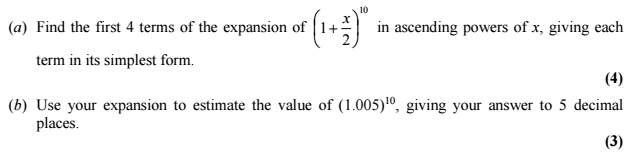 (a) Find the first 4 terms of the expansion of (1 + x/2)^10 in ascending powers of x, giving each
term in its simplest form.
(4)
(b) Use your expansion to estimate the value of (1.005)^10, giving your answer to 5 decimal
places.
(3)